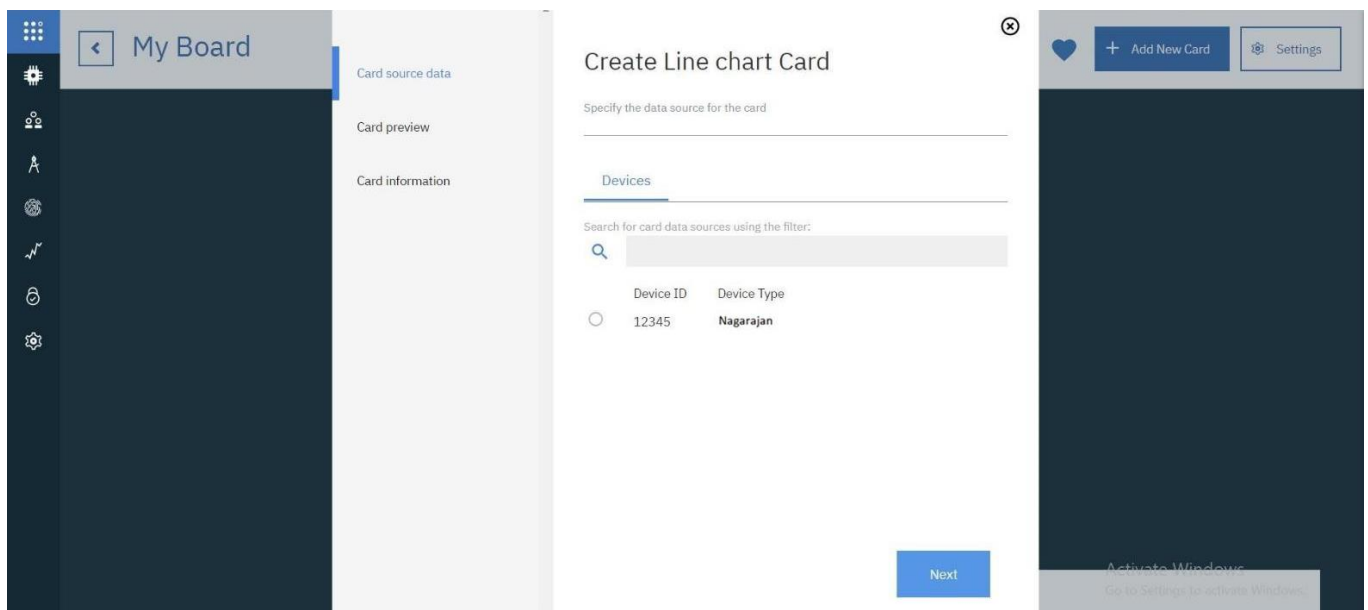 My Board
Card source data
Card preview
Card information
Create Line chart Card
Specify the data source for the card
Devices
Search for card data sources using the filter:
Device ID Device Type
12345 Nagarajan
Next
+ Add New Card
Settings
Activate Windows
Go to Settings to activate Windows.